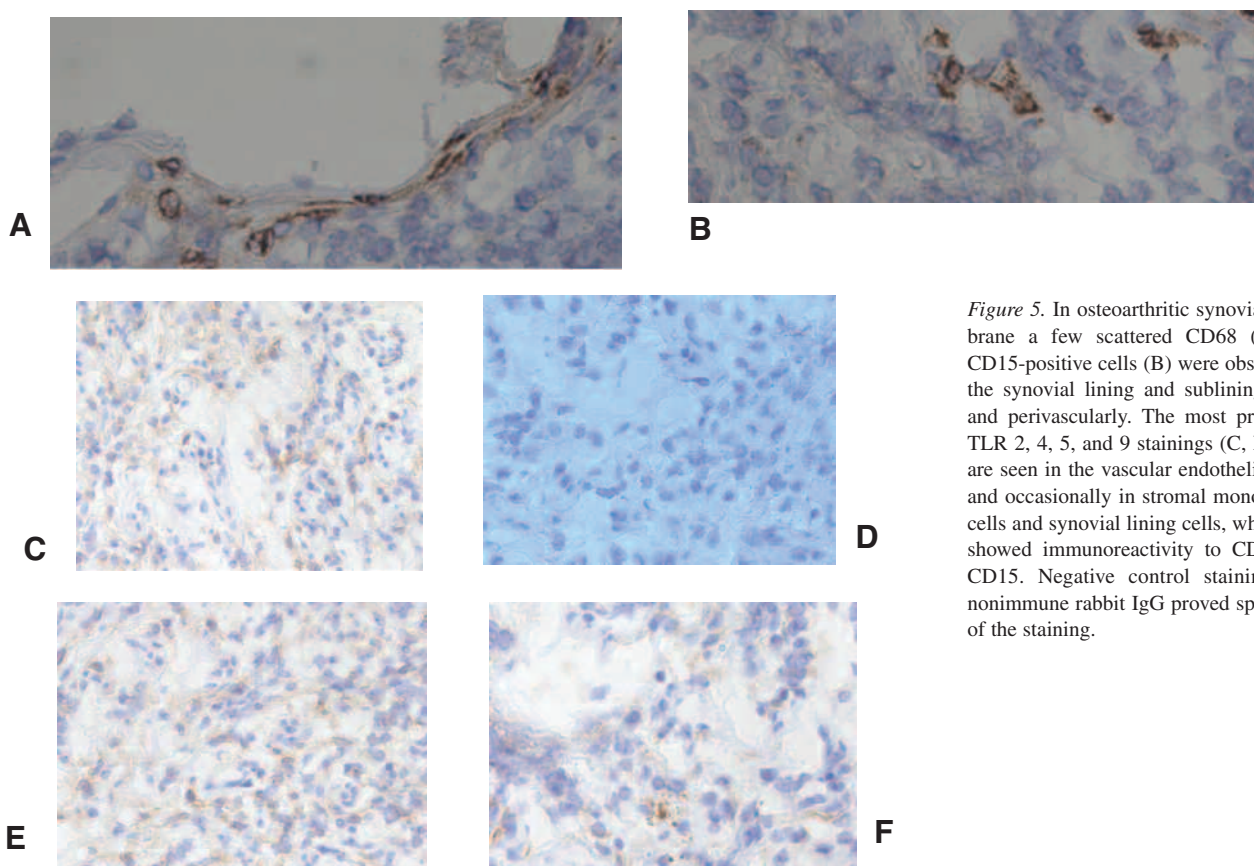 A
B
C
D
E
F
Figure 5. In osteoarthritic synovia
brane a few scattered CD68 (
CD15-positive cells (B) were obs
the synovial lining and sublinin
and perivascularly. The most pr
TLR 2, 4, 5, and 9 stainings (C,
are seen in the vascular endotheli
and occasionally in stromal mono
cells and synovial lining cells, wh
showed immunoreactivity to CD
CD15. Negative control stainin
nonimmune rabbit IgG proved sp
of the staining.